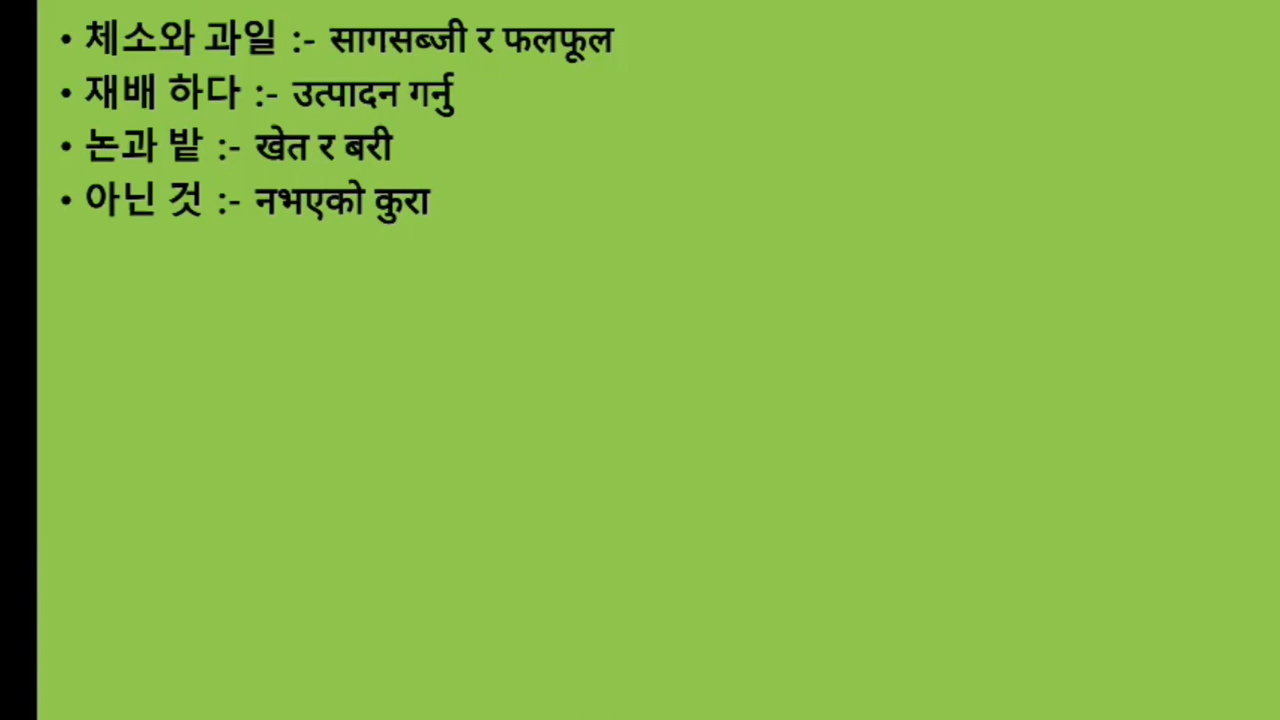 • 체소와 과일 :- सागसब्जी र फलफूल
• 재배 하다 :- उत्पादन गर्नु
• 논과 밭 :- खेत र बरी
• 아닌 것 :- नभएको कुरा